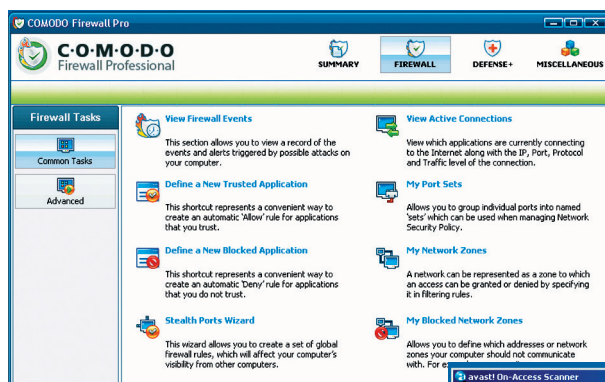 COMODO Firewall Pro
C·O·M·O·D·O
Firewall Professional
SUMMARY
FIREWALL
DEFENSE+
MISCELLANEOUS
Firewall Tasks
Common Tasks
Advanced
View Firewall Events
This section allows you to view a record of the
events and alerts triggered by possible attacks on
your computer.
View Active Connections
View which applications are currently connecting
to the Internet along with the IP, Port, Protocol
and Traffic level of the connection.
Define a New Trusted Application
This shortcut represents a convenient way to
create an automatic 'Allow' rule for applications
that you trust.
My Port Sets
Allows you to group individual ports into named
'sets' which can be used when managing Network
Security Policy.
Define a New Blocked Application
This shortcut represents a convenient way to
create an automatic 'Deny' rule for applications
that you do not trust.
My Network Zones
A network can be represented as a zone to which
an access can be granted or denied by specifying
it in filtering rules.
Stealth Ports Wizard
This wizard allows you to create a set of global
firewall rules, which will affect your computer's
visibility from other computers.
My Blocked Network Zones
Allows you to define which addresses or network
zones your computer should not communicate
with. For
avast! On-Access Scanner